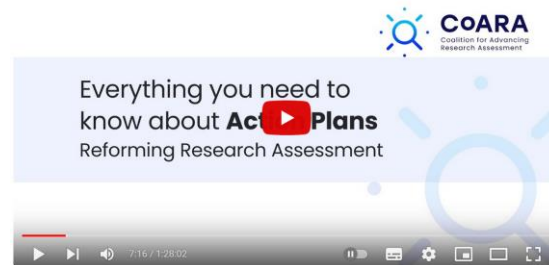 CoARA
Coalition for Advancing
Research Assessment
Everything you need to
know about Action Plans
Reforming Research Assessment
7:16 / 1:28:02